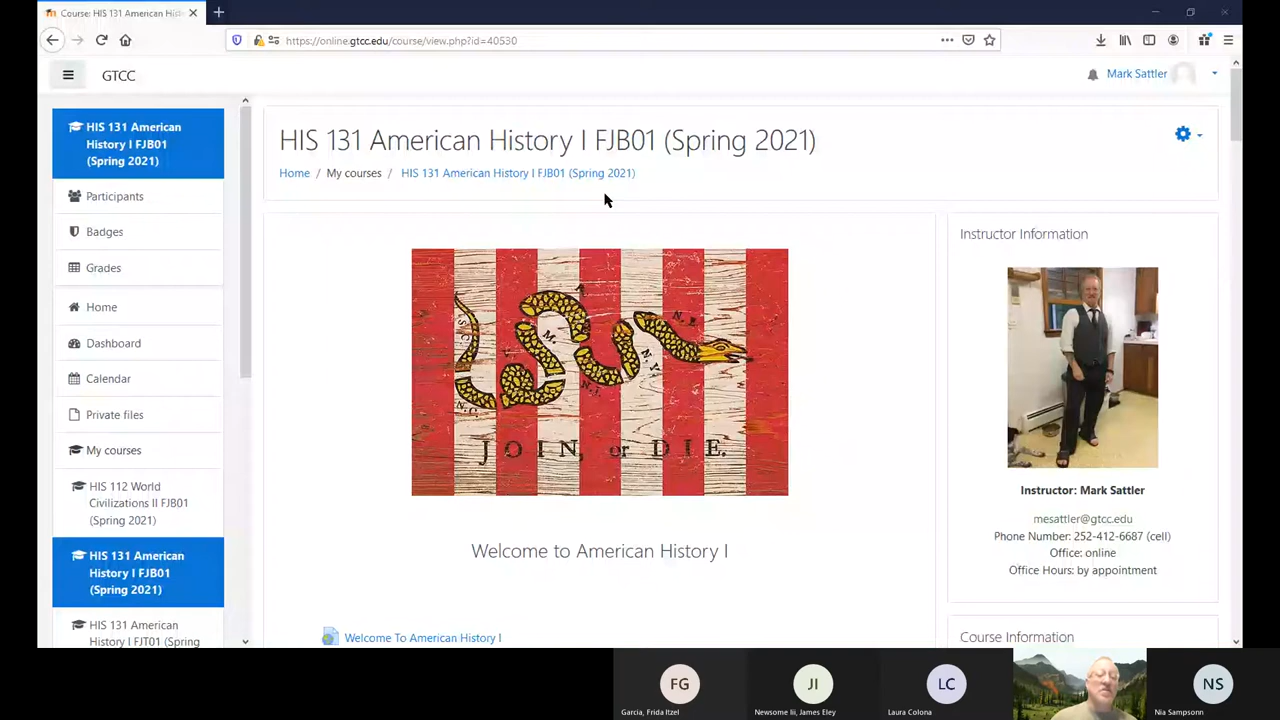 Course: HIS 131 American Hist
https://online.gtcc.edu/course/view.php?id=40530
GTCC
Mark Sattler
HIS 131 American
History I FJB01
(Spring 2021)
Participants
Badges
Grades
Home
Dashboard
Calendar
Private files
My courses
HIS 112 World
Civilizations II FJB01
(Spring 2021)
HIS 131 American
History I FJB01
(Spring 2021)
HIS 131 American
History I FJT01 (Spring
HIS 131 American History I FJB01 (Spring 2021)
Home / My courses / HIS 131 American History I FJB01 (Spring 2021)
S.C.
N.C.
V.
M.
N.J.
N.Y.
JOIN, or DIE.
Welcome to American History I
Welcome To American History I
Instructor Information
Instructor: Mark Sattler
mesattler@gtcc.edu
Phone Number: 252-412-6687 (cell)
Office: online
Office Hours: by appointment
Course Information
FG
Garcia, Frida Itzel
JI
Newsome Iii, James Eley
LC
Laura Colona
NS
Nia Sampsonn